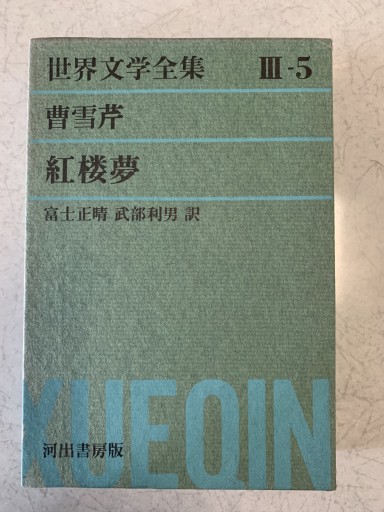 世界文学全集 Ⅲ-5
曹雪芹
紅楼夢
富士正晴 武部利男 訳
XUEQIN
河出書房版